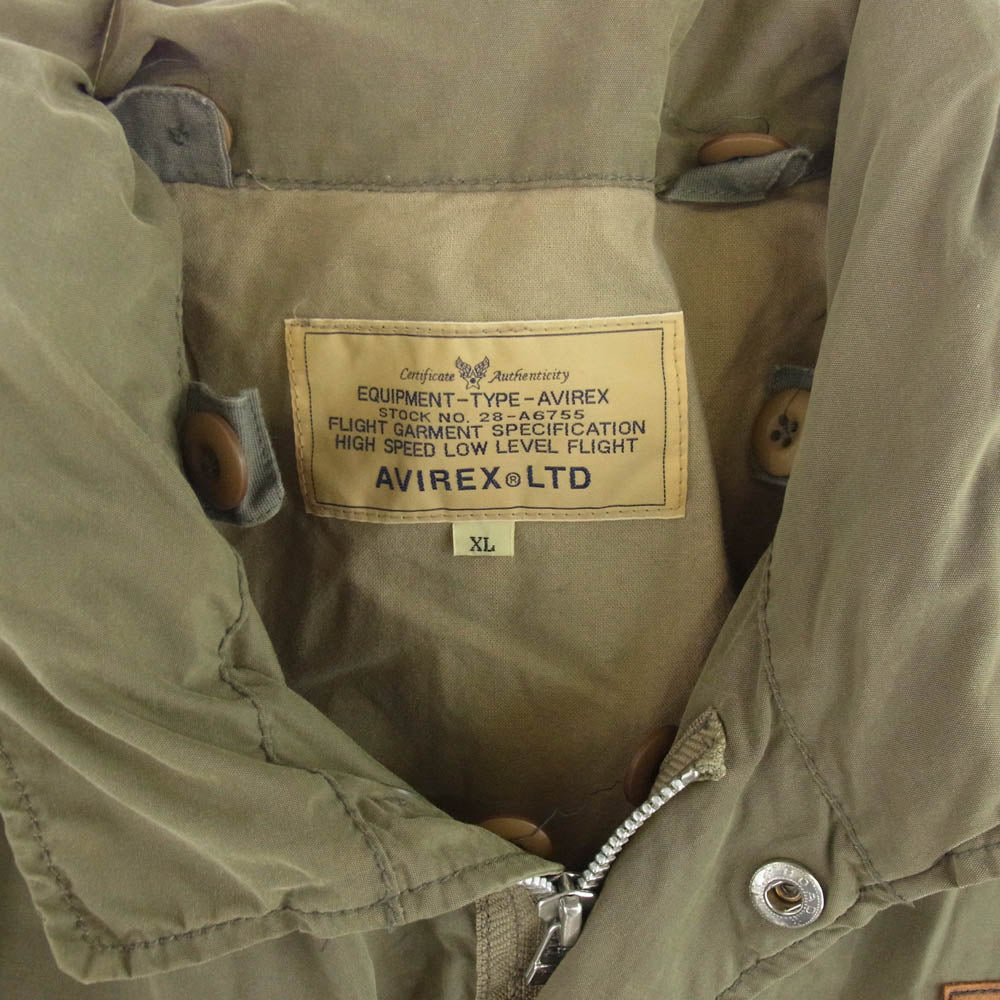 Certificate Authenticity
EQUIPMENT-TYPE-AVIREX
STOCK NO. 28-A6755
FLIGHT GARMENT SPECIFICATION
HIGH SPEED LOW LEVEL FLIGHT
AVIREX®LTD
XL